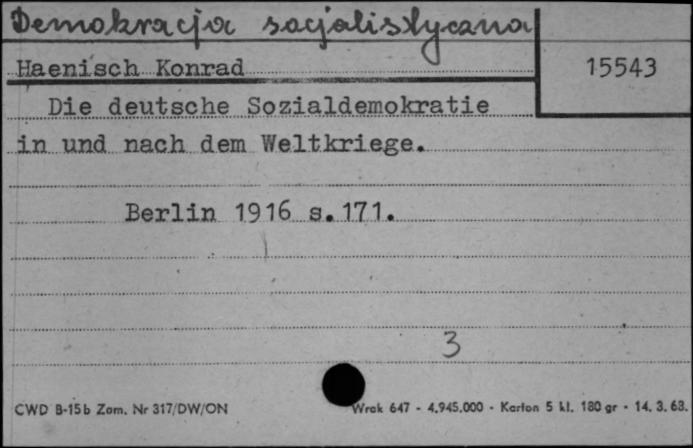 Demokracja socjalistyczna
Haenisch Konrad
15543
Die deutsche Sozialdemokratie
in und nach dem Weltkriege.
Berlin 1916 s.171.
3
CWD B-15b Zam. Nr 317/DW/ON
Wrak 647 - 4.945.000 - Karton 5 kl. 180 gr - 14. 3. 63.